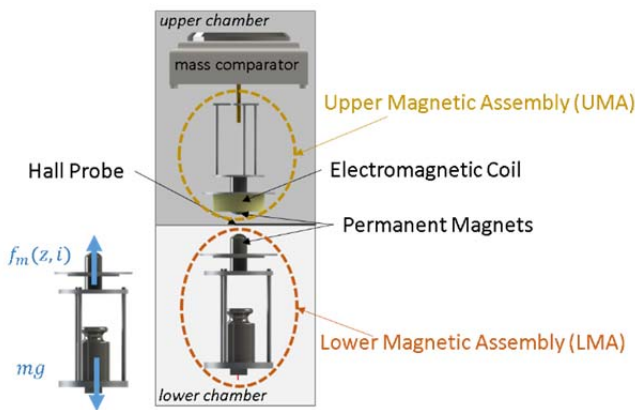 upper chamber
mass comparator
Upper Magnetic Assembly (UMA)
Hall Probe
Electromagnetic Coil
Permanent Magnets
f_m(z, i)
mg
Lower Magnetic Assembly (LMA)
lower chamber